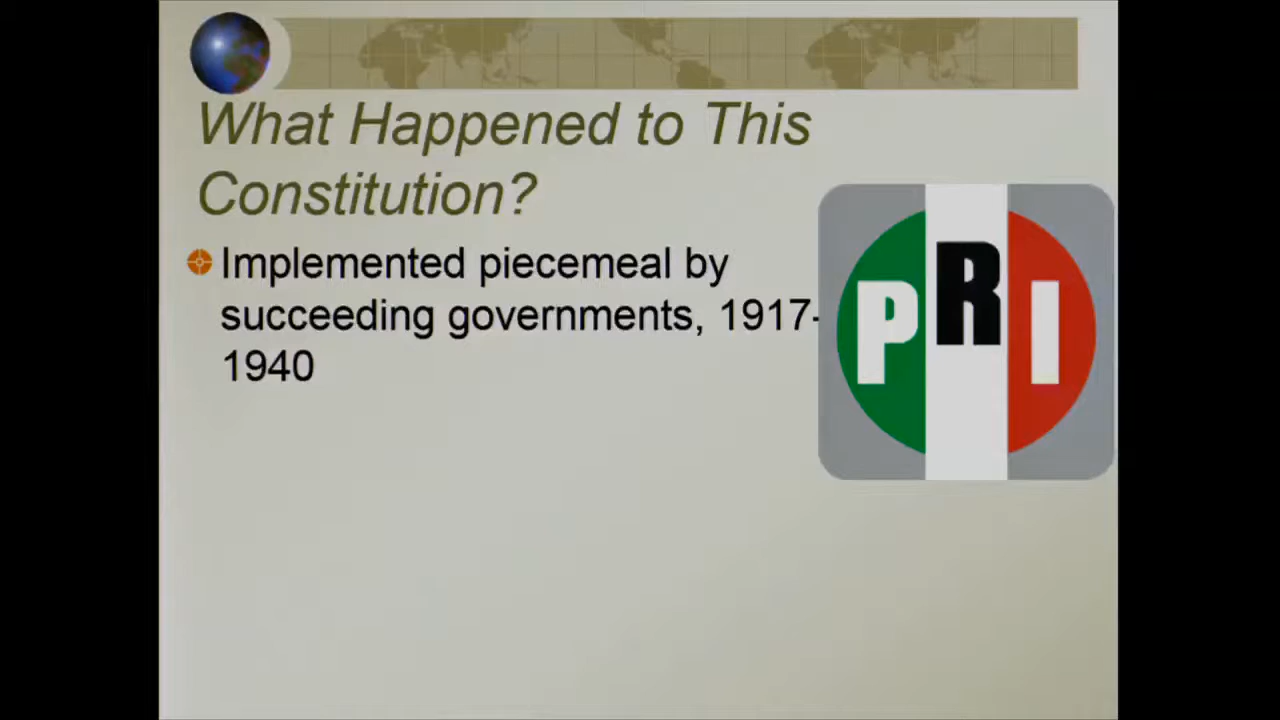 What Happened to This
Constitution?
Implemented piecemeal by
succeeding governments, 1917-
1940
PRI